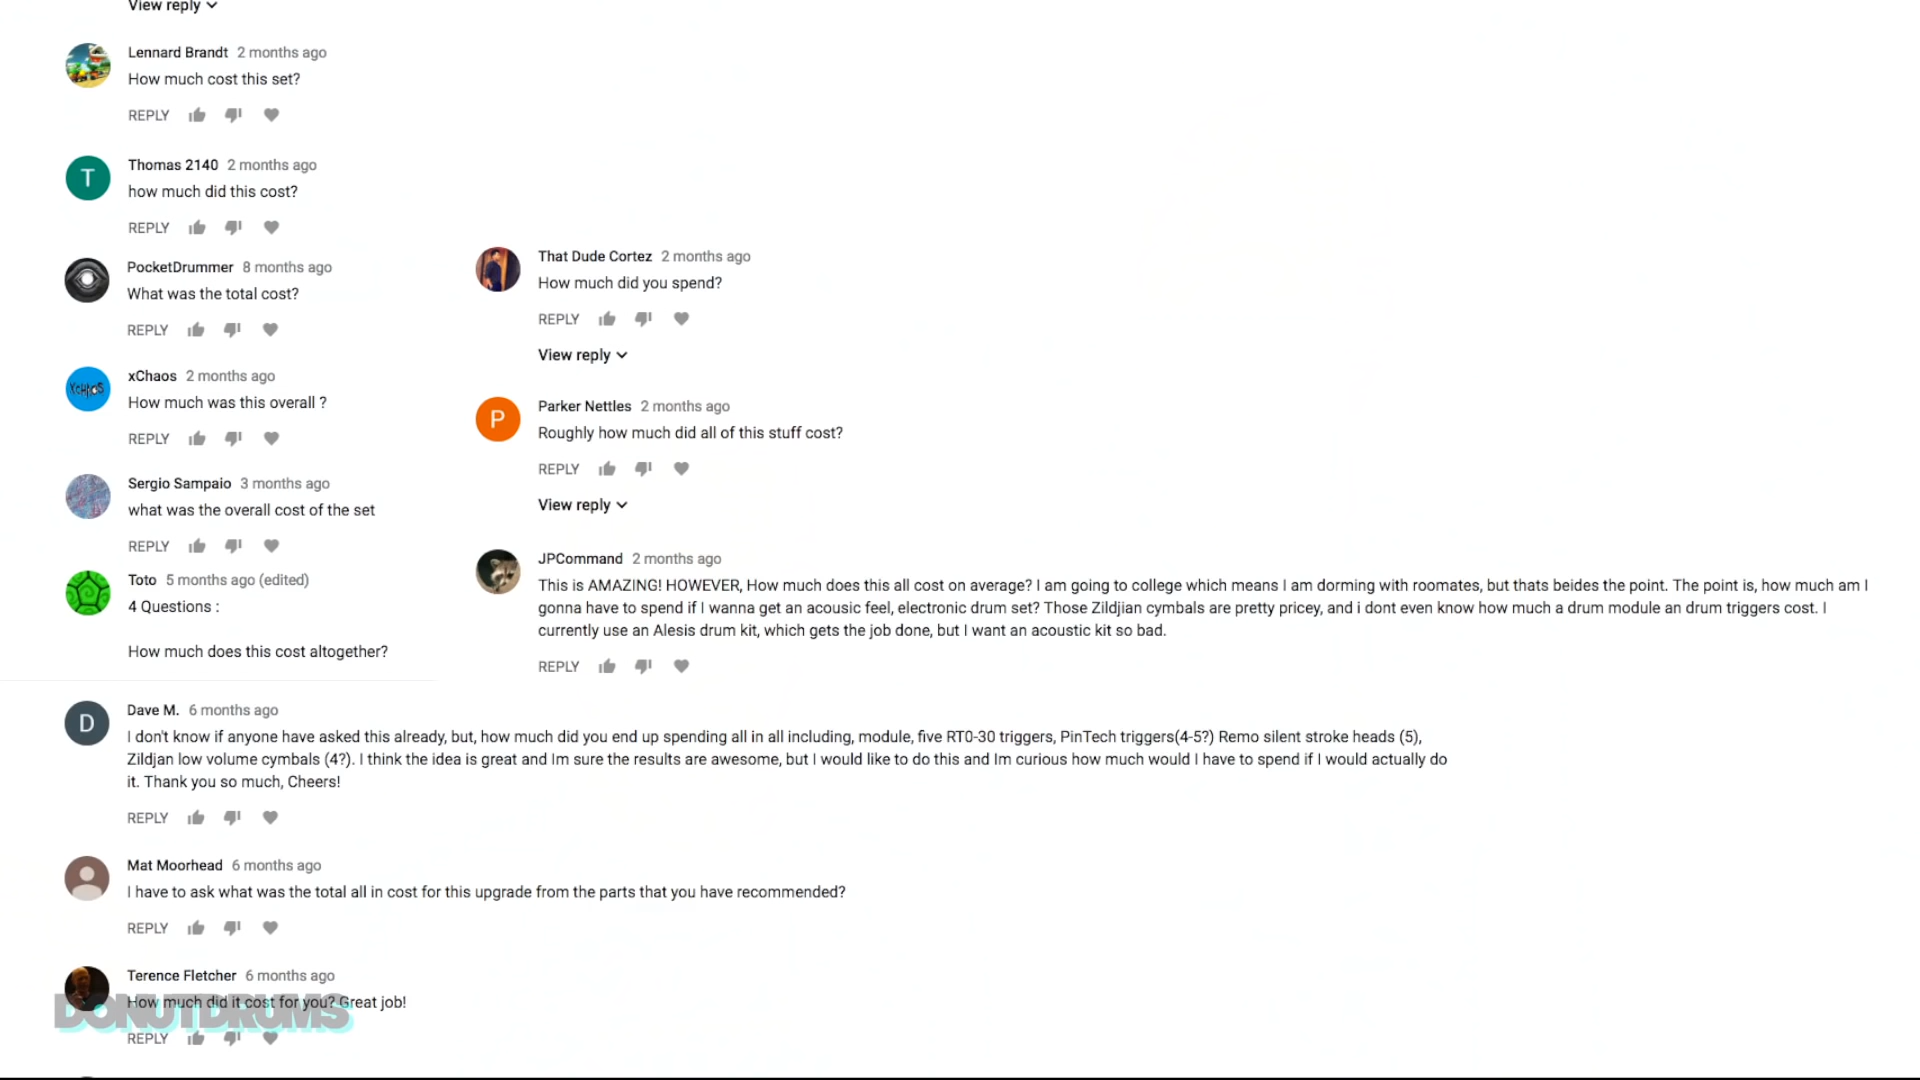 View reply
Lennard Brandt 2 months ago
How much cost this set?
REPLY
T
Thomas 2140 2 months ago
how much did this cost?
REPLY
PocketDrummer 8 months ago
What was the total cost?
REPLY
XCHAOS
xChaos 2 months ago
How much was this overall ?
REPLY
Sergio Sampaio 3 months ago
what was the overall cost of the set
REPLY
Toto 5 months ago (edited)
4 Questions :
How much does this cost altogether?
That Dude Cortez 2 months ago
How much did you spend?
REPLY
View reply
P
Parker Nettles 2 months ago
Roughly how much did all of this stuff cost?
REPLY
View reply
JPCommand 2 months ago
This is AMAZING! HOWEVER, How much does this all cost on average? I am going to college which means I am dorming with roomates, but thats beides the point. The point is, how much am I
gonna have to spend if I wanna get an acousic feel, electronic drum set? Those Zildjian cymbals are pretty pricey, and i dont even know how much a drum module an drum triggers cost. I
currently use an Alesis drum kit, which gets the job done, but I want an acoustic kit so bad.
REPLY
D
Dave M. 6 months ago
I don't know if anyone have asked this already, but, how much did you end up spending all in all including, module, five RT0-30 triggers, PinTech triggers(4-5?) Remo silent stroke heads (5),
Zildjan low volume cymbals (4?). I think the idea is great and Im sure the results are awesome, but I would like to do this and Im curious how much would I have to spend if I would actually do
it. Thank you so much, Cheers!
REPLY
Mat Moorhead 6 months ago
I have to ask what was the total all in cost for this upgrade from the parts that you have recommended?
REPLY
Terence Fletcher 6 months ago
How much did it cost for you? Great job!
DONUTDRUMS
REPLY